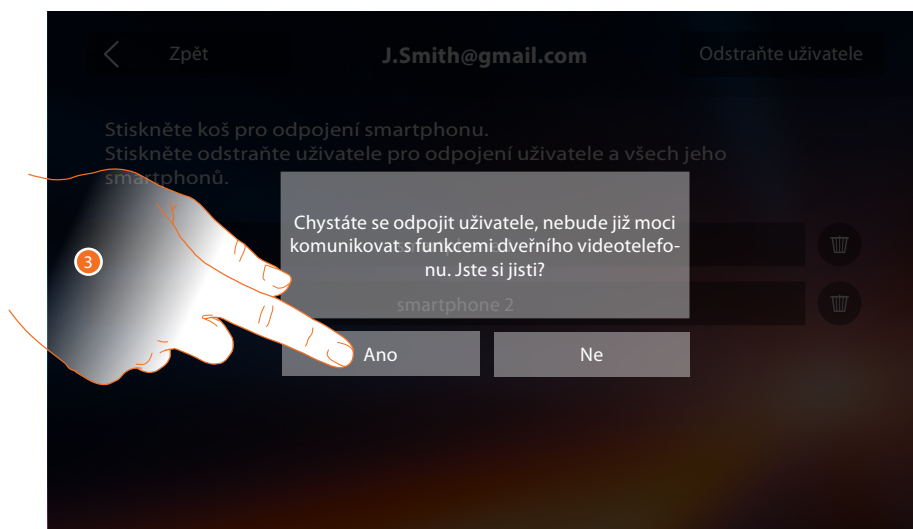 Zpět
J.Smith@gmail.com
Odstraňte uživatele
Stiskněte koš pro odpojení smartphonu.
Stiskněte odstraňte uživatele pro odpojení uživatele a všech jeho
smartphonů.
Chystáte se odpojit uživatele, nebude již moci
komunikovat s funkcemi dveřního videotelefo-
nu. Jste si jisti?
3
smartphone 2
Ano
Ne